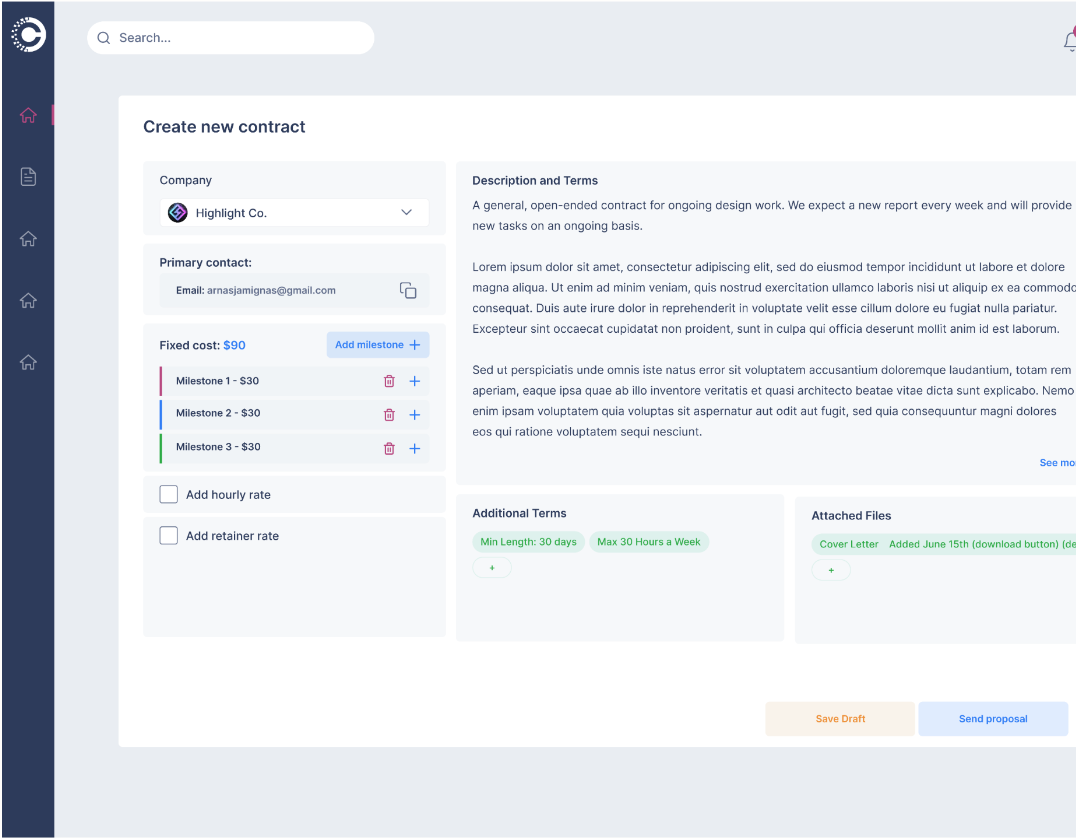 Search...
Create new contract
Company
Highlight Co.
Primary contact:
Email: arnasjamignas@gmail.com
Fixed cost: $90
Add milestone +
Milestone 1 - $30
Milestone 2 - $30
Milestone 3 - $30
Add hourly rate
Add retainer rate
Description and Terms
A general, open-ended contract for ongoing design work. We expect a new report every week and will provide
new tasks on an ongoing basis.
Lorem ipsum dolor sit amet, consectetur adipiscing elit, sed do eiusmod tempor incididunt ut labore et dolore
magna aliqua. Ut enim ad minim veniam, quis nostrud exercitation ullamco laboris nisi ut aliquip ex ea commodo
consequat. Duis aute irure dolor in reprehenderit in voluptate velit esse cillum dolore eu fugiat nulla pariatur.
Excepteur sint occaecat cupidatat non proident, sunt in culpa qui officia deserunt mollit anim id est laborum.
Sed ut perspiciatis unde omnis iste natus error sit voluptatem accusantium doloremque laudantium, totam rem
aperiam, eaque ipsa quae ab illo inventore veritatis et quasi architecto beatae vitae dicta sunt explicabo. Nemo
enim ipsam voluptatem quia voluptas sit aspernatur aut odit aut fugit, sed quia consequuntur magni dolores
eos qui ratione voluptatem sequi nesciunt.
See mo
Additional Terms
Min Length: 30 days
Max 30 Hours a Week
+
Attached Files
Cover Letter Added June 15th (download button) (de
+
Save Draft
Send proposal